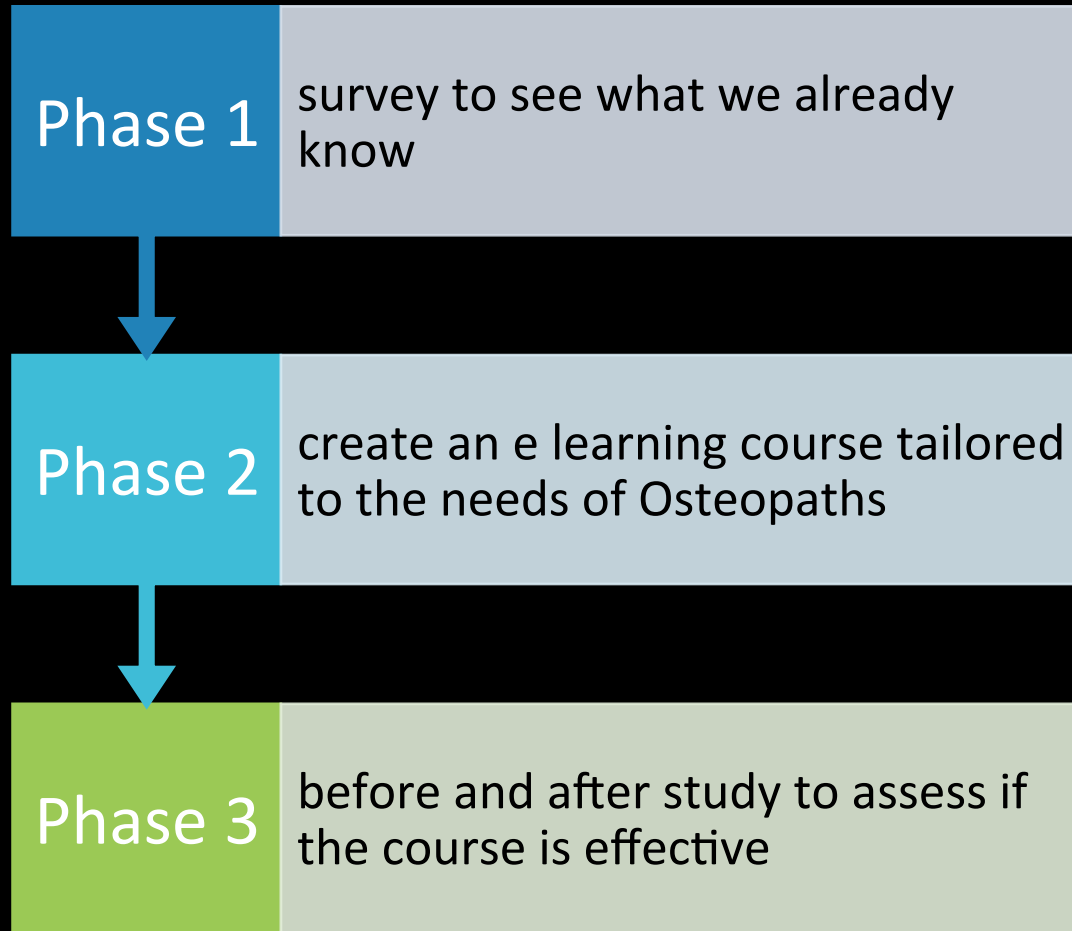 Phase 1
survey to see what we already
know
Phase 2
create an e learning course tailored
to the needs of Osteopaths
Phase 3
before and after study to assess if
the course is effective